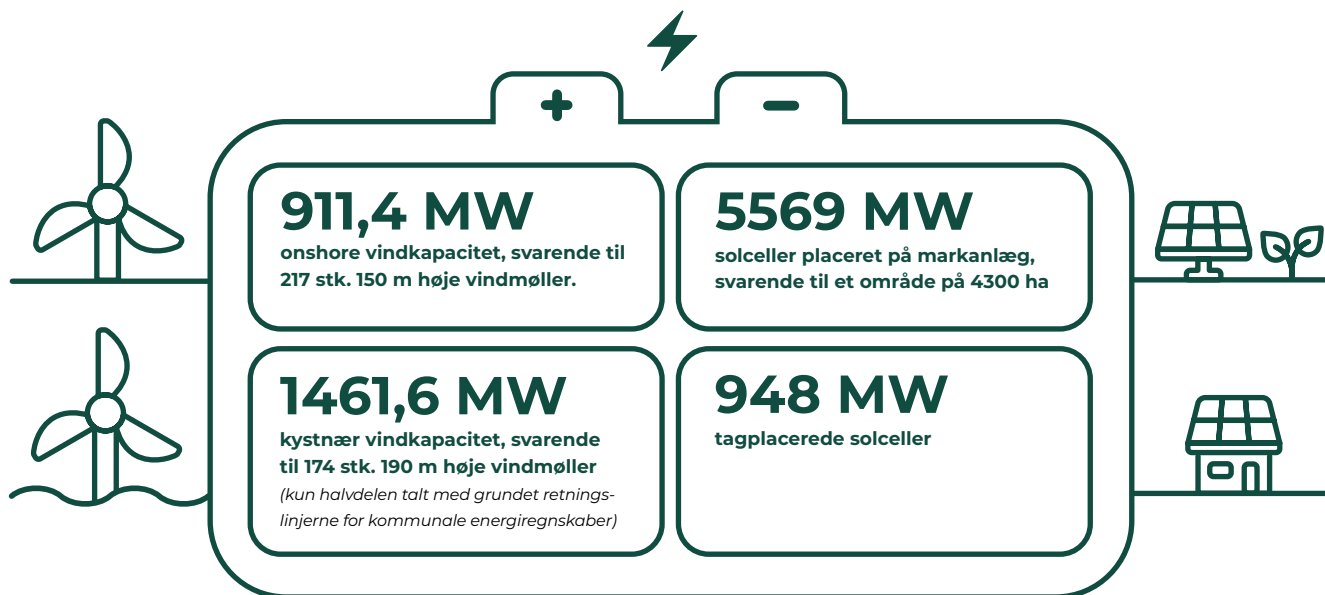 911,4 MW
onshore vindkapacitet, svarende til
217 stk. 150 m høje vindmøller.
5569 MW
solceller placeret på markanlæg,
svarende til et område på 4300 ha
1461,6 MW
kystnær vindkapacitet, svarende
til 174 stk. 190 m høje vindmøller
(kun halvdelen talt med grundet retnings-
linjerne for kommunale energiregnskaber)
948 MW
tagplacerede solceller